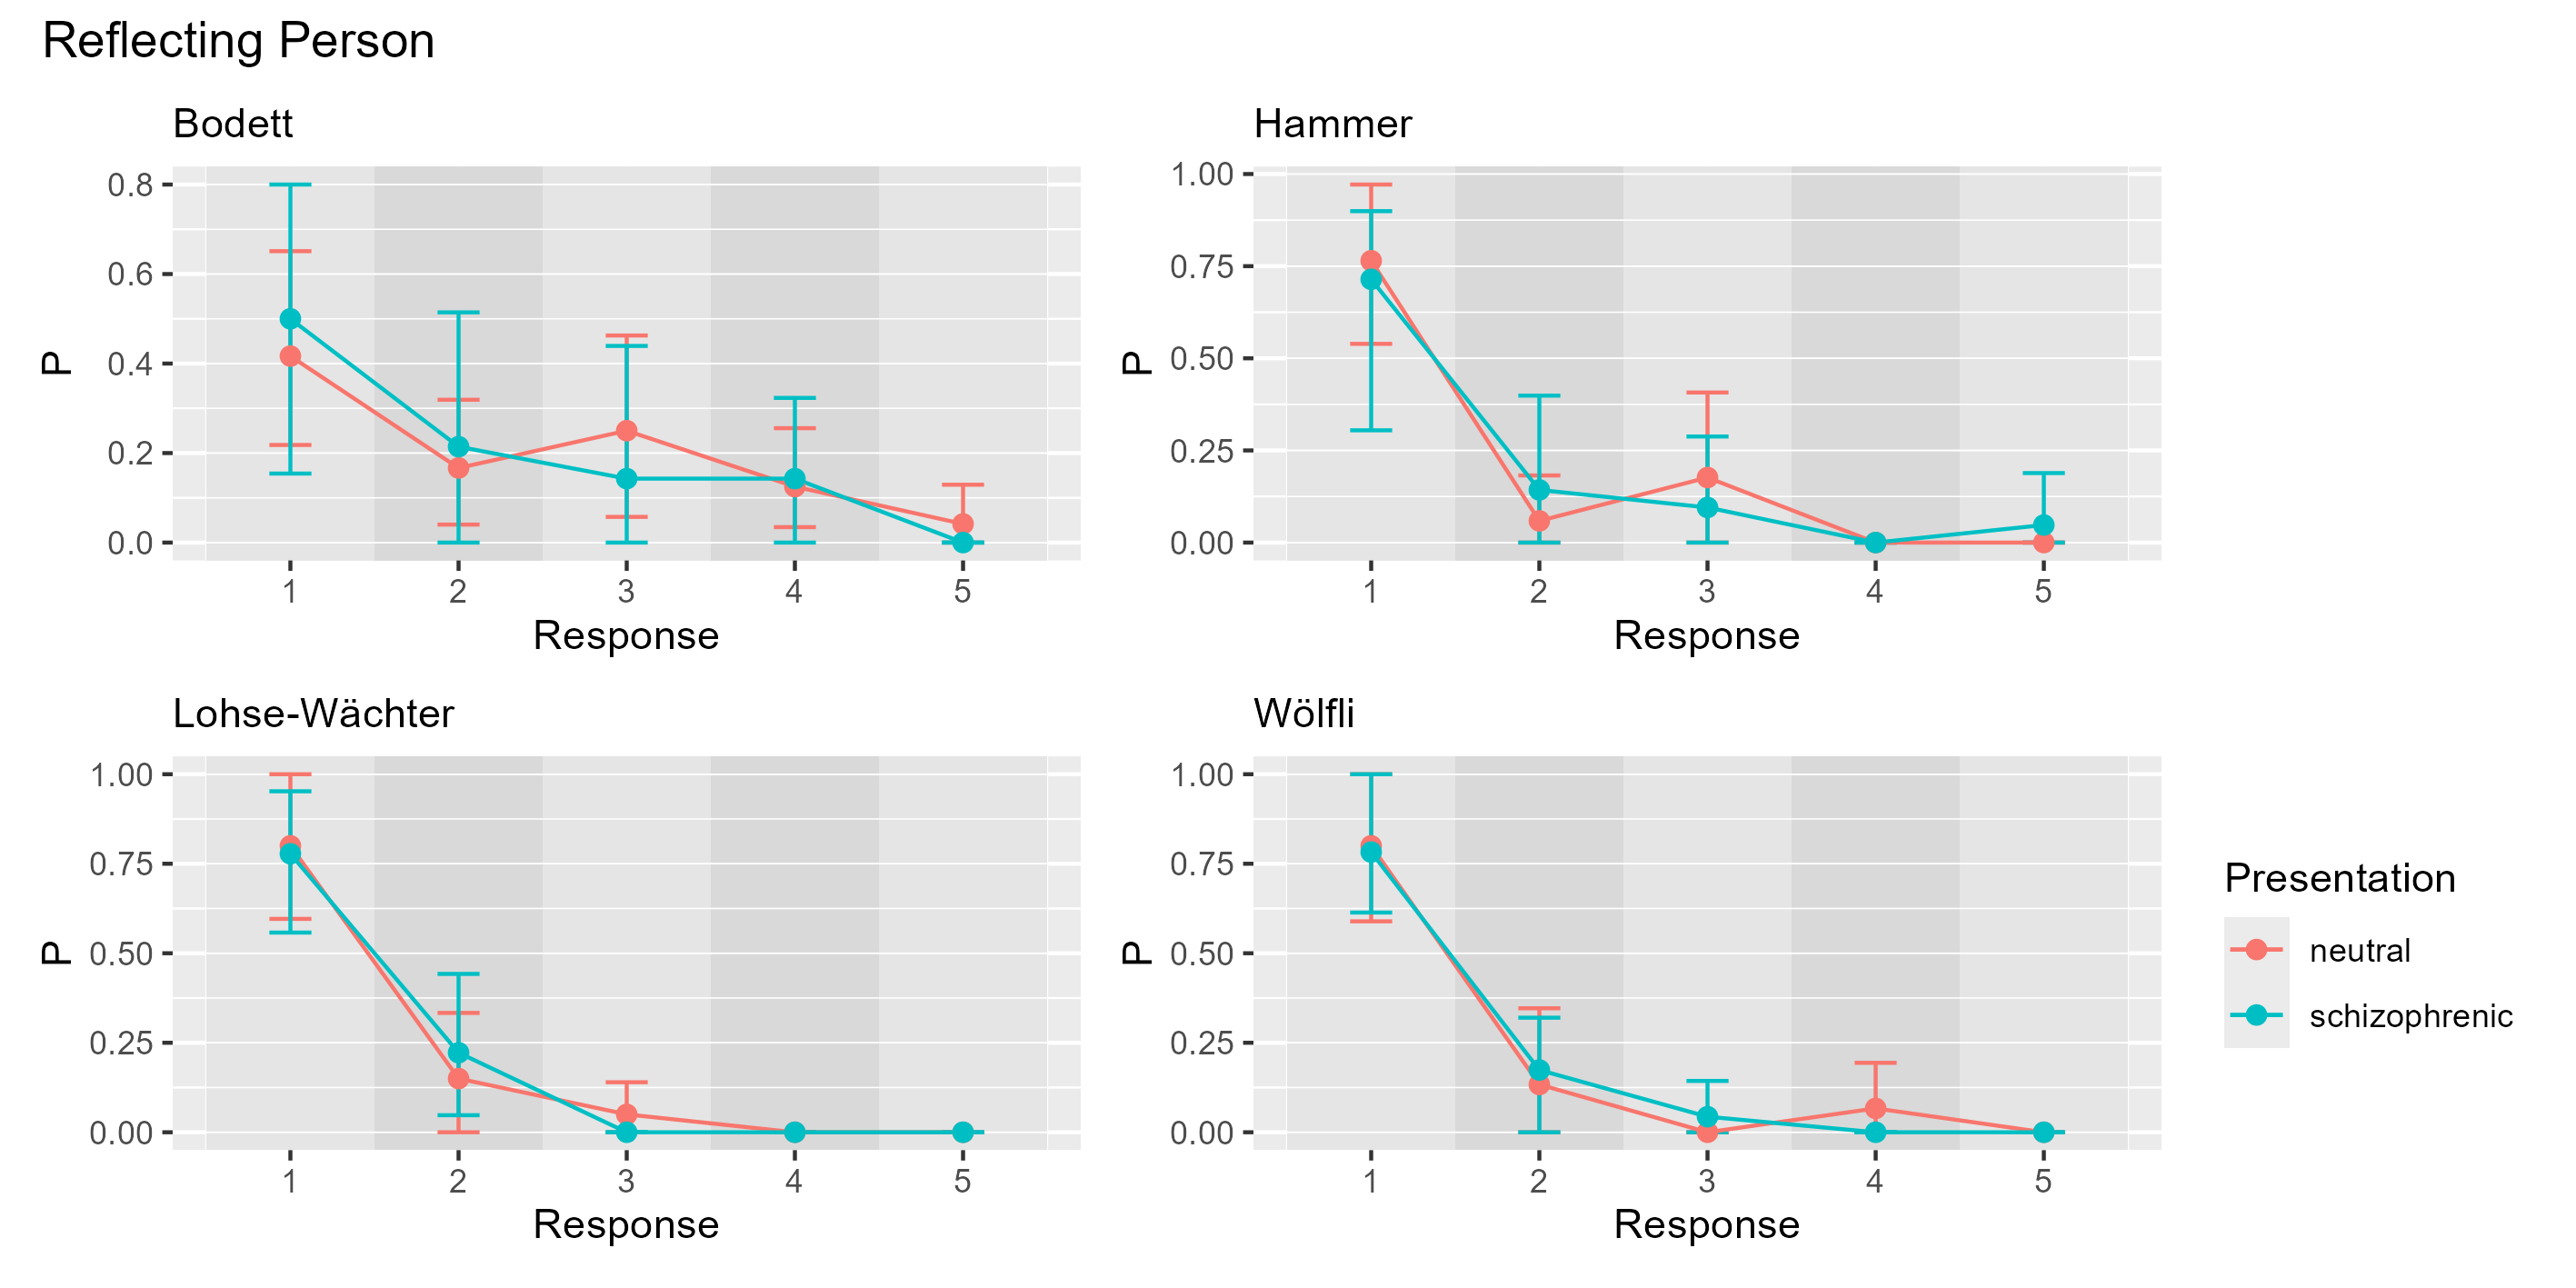 Reflecting Person
Bodett
0.8
0.6
0.4
0.2
0.0
P
1 2 3 4 5
Response
Hammer
1.00
0.75
0.50
0.25
0.00
P
1 2 3 4 5
Response
Lohse-Wächter
1.00
0.75
0.50
0.25
0.00
P
1 2 3 4 5
Response
Wölfli
1.00
0.75
0.50
0.25
0.00
P
1 2 3 4 5
Response
Presentation
neutral
schizophrenic